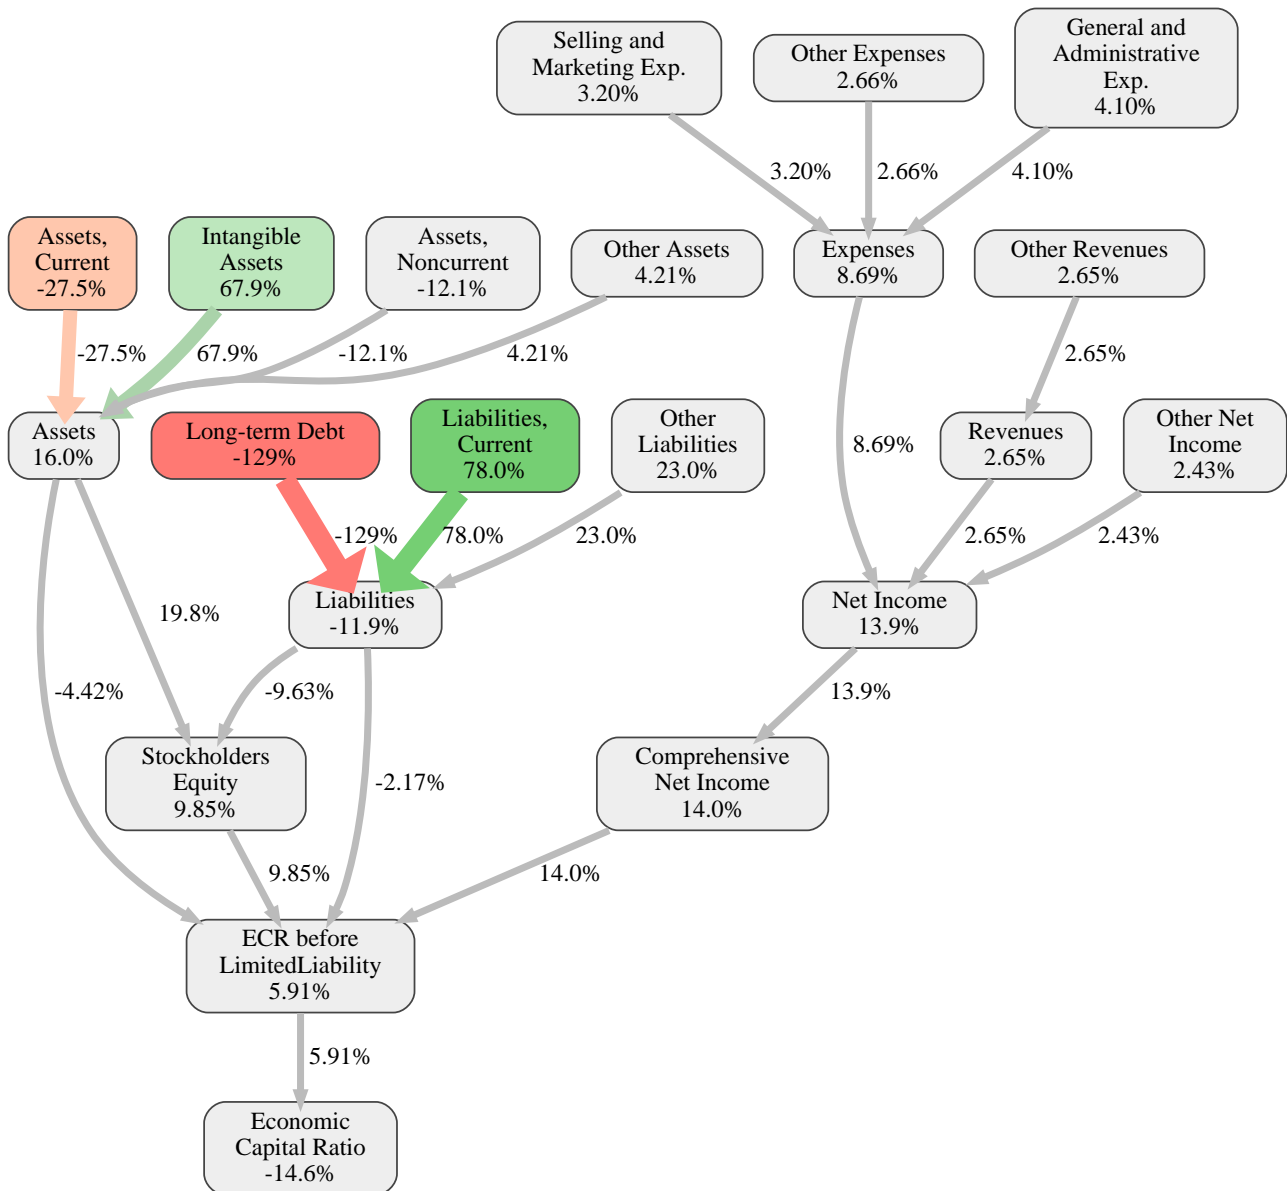 Selling and
Marketing Exp.
3.20%
Other Expenses
2.66%
General and
Administrative
Exp.
4.10%
3.20%
2.66%
4.10%
Assets,
Current
-27.5%
Intangible
Assets
67.9%
Assets,
Noncurrent
-12.1%
Other Assets
4.21%
Expenses
8.69%
Other Revenues
2.65%
-27.5%
67.9%
-12.1%
4.21%
2.65%
Assets
16.0%
Long-term Debt
-129%
Liabilities,
Current
78.0%
Other
Liabilities
23.0%
8.69%
Revenues
2.65%
Other Net
Income
2.43%
-129%
78.0%
23.0%
2.65%
2.43%
19.8%
Liabilities
-11.9%
Net Income
13.9%
-4.42%
-9.63%
13.9%
Stockholders
Equity
9.85%
-2.17%
Comprehensive
Net Income
14.0%
9.85%
14.0%
ECR before
LimitedLiability
5.91%
5.91%
Economic
Capital Ratio
-14.6%